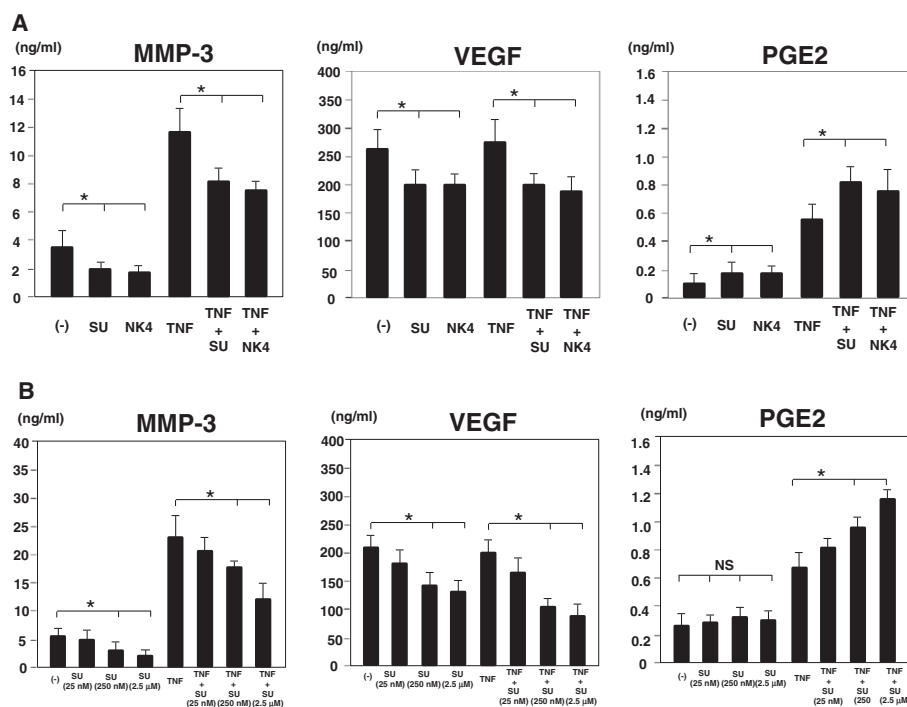 A
(ng/ml)
MMP-3
16
14
12
10
8
6
4
2
0
*
*
(-)
SU
NK4
TNF
TNF
+
SU
TNF
+
NK4
(ng/ml)
VEGF
400
350
300
250
200
150
100
50
0
*
*
(-)
SU
NK4
TNF
TNF
+
SU
TNF
+
NK4
(ng/ml)
PGE2
1.6
1.4
1.2
1.0
0.8
0.6
0.4
0.2
0
*
*
(-)
SU
NK4
TNF
TNF
+
SU
TNF
+
NK4
B
(ng/ml)
MMP-3
40
35
30
25
20
15
10
5
0
*
*
(-)
SU
(25 nM)
SU
(250 nM)
SU
(2.5 μM)
TNF
TNF
+
SU
(25 nM)
TNF
+
SU
(250 nM)
TNF
+
SU
(2.5 μM)
(ng/ml)
VEGF
400
350
300
250
200
150
100
50
0
*
*
(-)
SU
(25 nM)
SU
(250 nM)
SU
(2.5 μM)
TNF
TNF
+
SU
(25 nM)
TNF
+
SU
(250 nM)
TNF
+
SU
(2.5 μM)
(ng/ml)
PGE2
1.6
1.4
1.2
1.0
0.8
0.6
0.4
0.2
0
NS
*
(-)
SU
(25 nM)
SU
(250 nM)
SU
(2.5 μM)
TNF
TNF
+
SU
(25 nM)
TNF
+
SU
(250
TNF
+
SU
(2.5 μM)